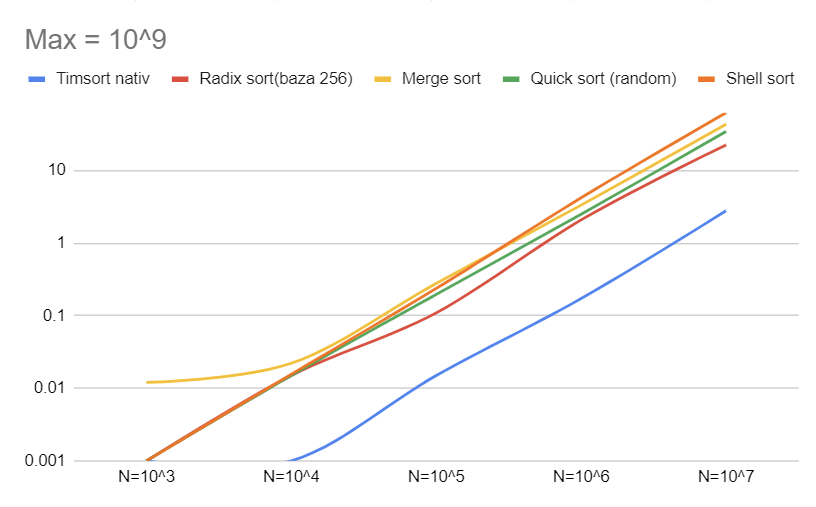 Max = 10^9
Timsort nativ Radix sort(baza 256) Merge sort Quick sort (random) Shell sort
10
1
0.1
0.01
0.001
N=10^3 N=10^4 N=10^5 N=10^6 N=10^7